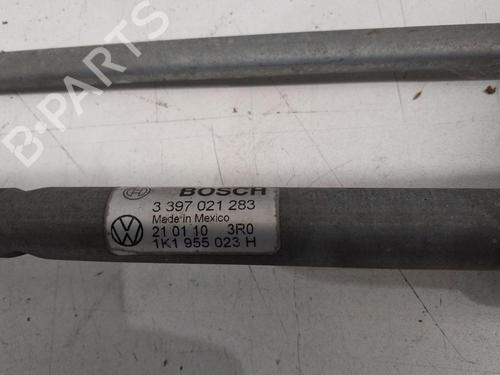 B-PARTS
BOSCH
3 397 021 283
Made in Mexico
21 01 10 3R0
1K1 955 023 H